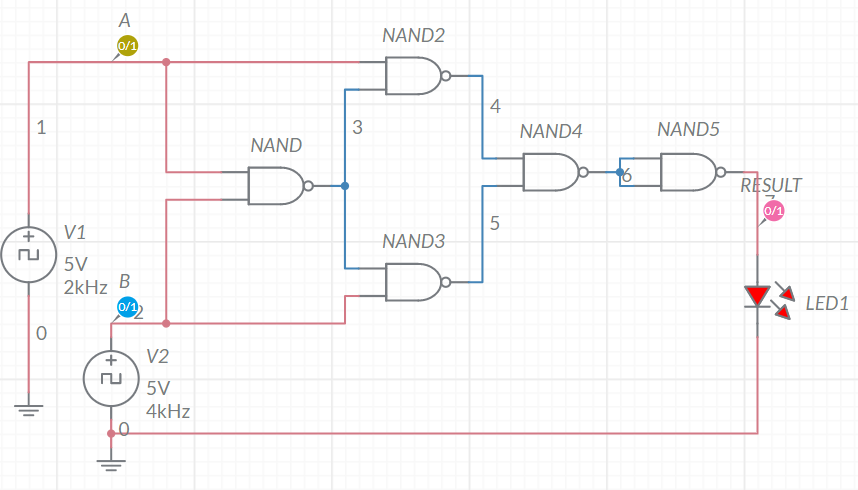 A
0/1
NAND2
1
3
4
NAND
NAND4
NAND5
6
RESULT
0/1
V1
5V
2kHz
5
NAND3
B
0/1
2
LED1
0
V2
5V
4kHz
0